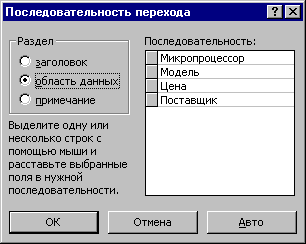 Последовательность перехода
Раздел
заголовок
область данных
примечание
Выделите одну или
несколько строк с
помощью мыши и
расставьте выбранные
поля в нужной
последовательности.
Последовательность:
Микропроцессор
Модель
Цена
Поставщик
ОК
Отмена
Авто